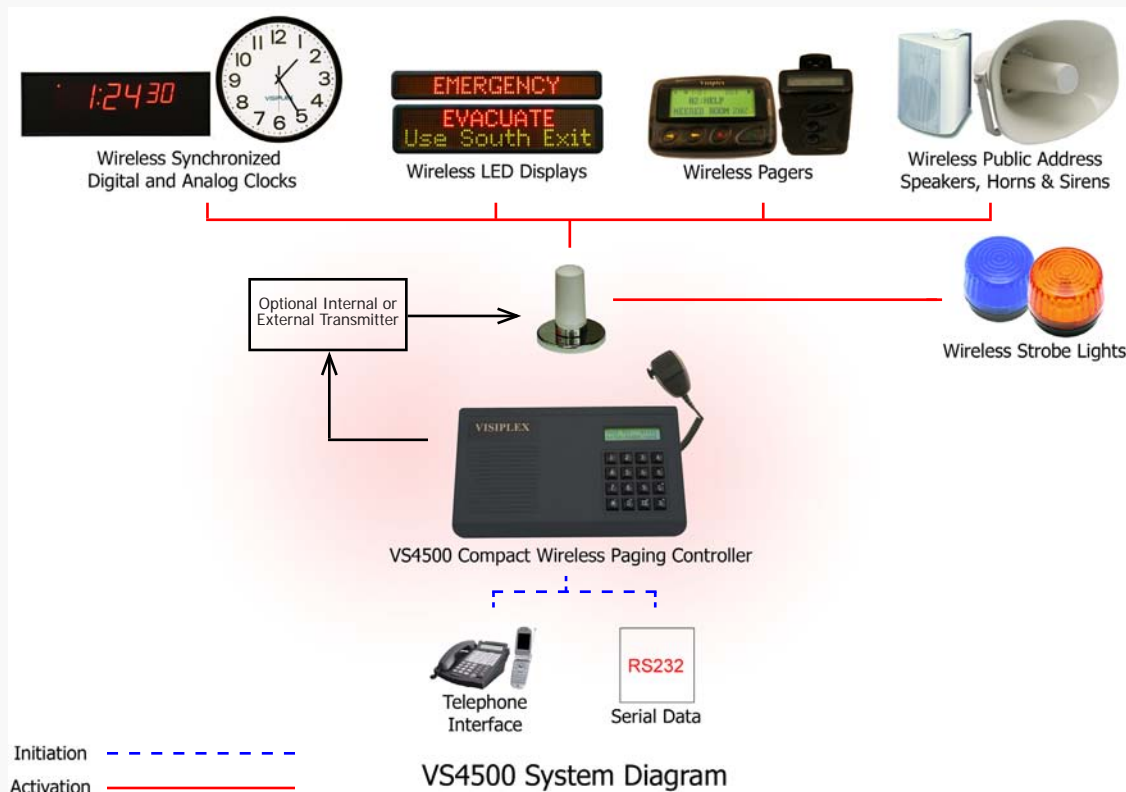 1:24 30
12
1
2
3
4
5
6
7
8
9
10
11
VISIPLEX
EMERGENCY
EVACUATE
Use South Exit
Visiplex
H2:HELP
Wireless Synchronized
Digital and Analog Clocks
Wireless LED Displays
Wireless Pagers
Wireless Public Address
Speakers, Horns & Sirens
Optional Internal or
External Transmitter
Wireless Strobe Lights
VISIPLEX
VS4500 Compact Wireless Paging Controller
RS232
Telephone
Interface
Serial Data
Initiation
Activation
VS4500 System Diagram